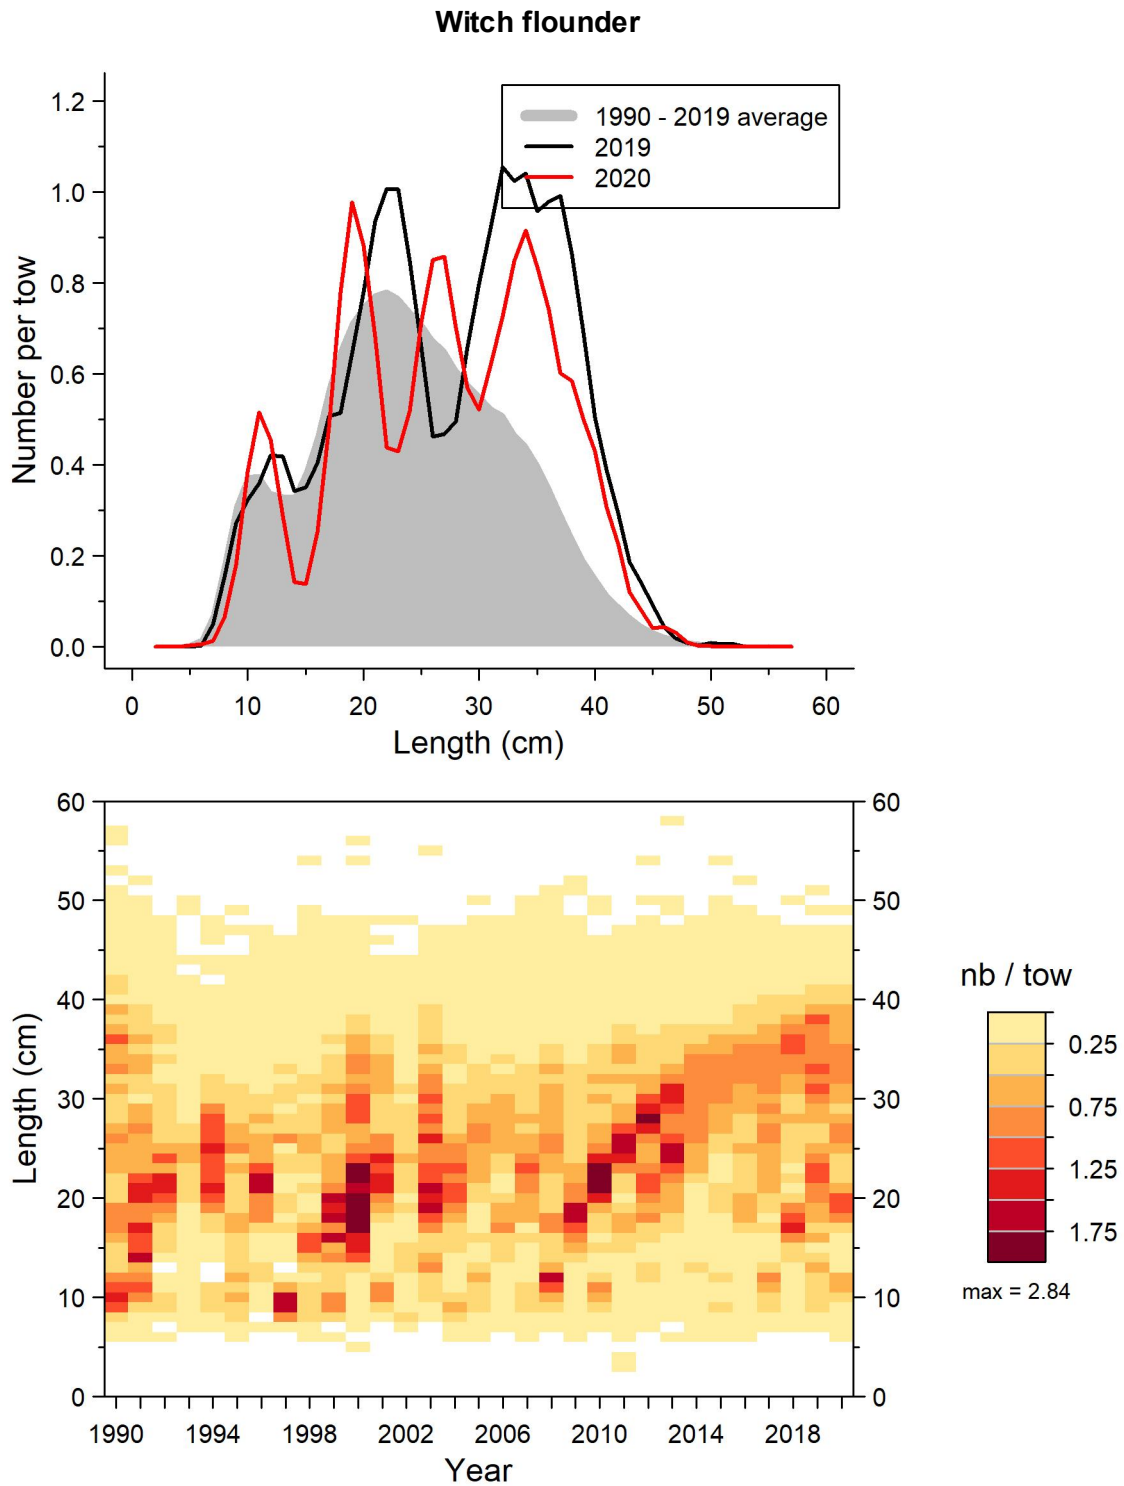 Witch flounder
1990 - 2019 average
2019
2020
Number per tow
1.2
1.0
0.8
0.6
0.4
0.2
0.0
0 10 20 30 40 50 60
Length (cm)
Length (cm)
60
50
40
30
20
10
0
60
50
40
30
20
10
0
1990 1994 1998 2002 2006 2010 2014 2018
Year
nb / tow
0.25
0.75
1.25
1.75
max = 2.84